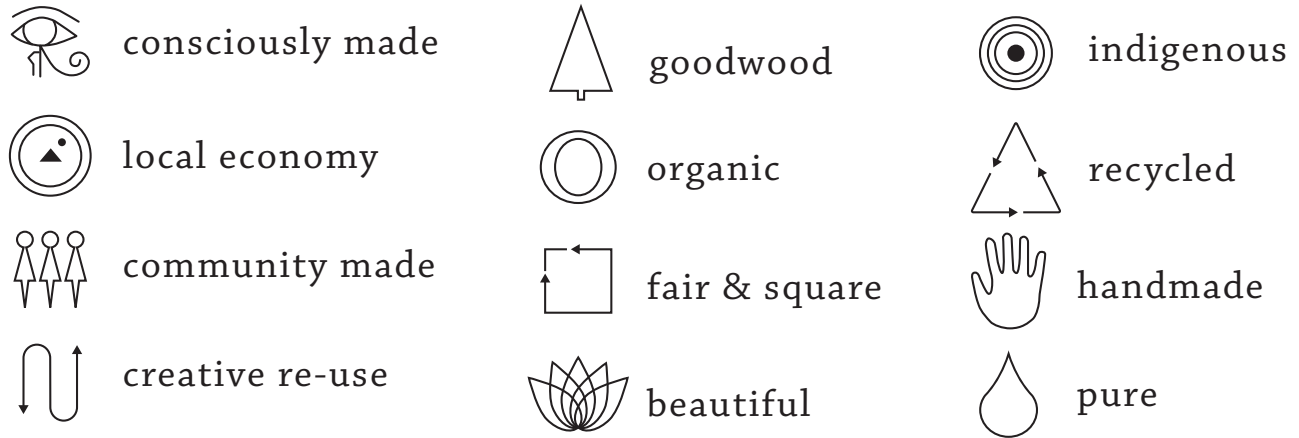 consciously made
local economy
community made
creative re-use
goodwood
organic
fair & square
beautiful
indigenous
recycled
handmade
pure